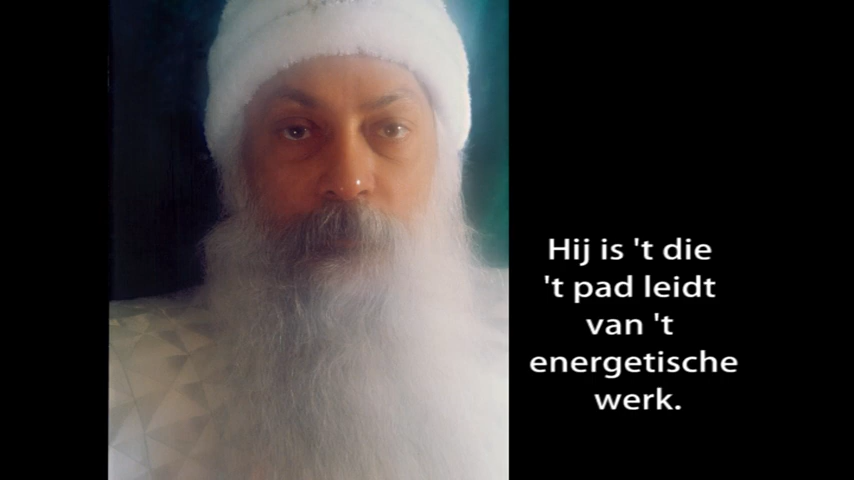 Hij is 't die
't pad leidt
van 't
energetische
werk.